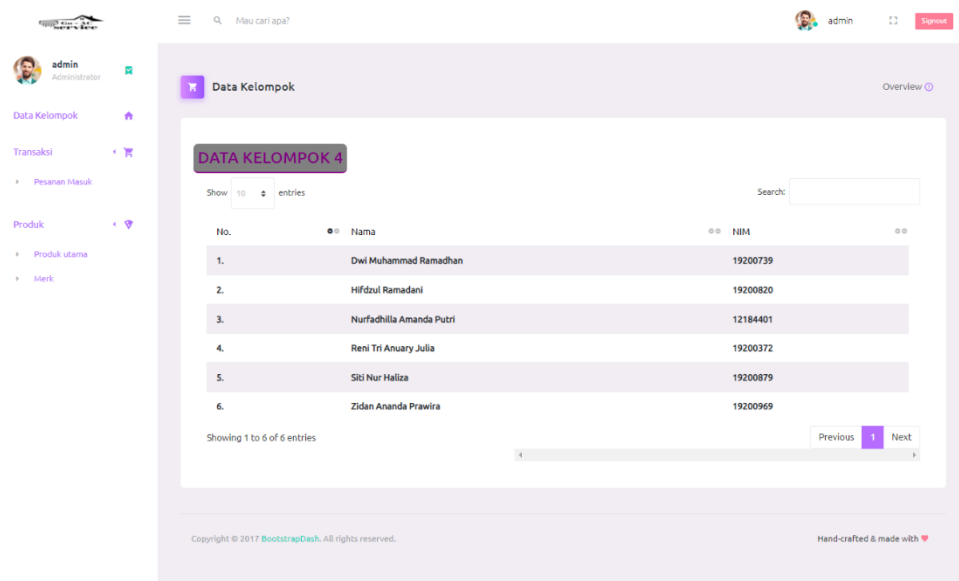 Go - AC
service
Mau cari apa?
admin
Signout
admin
Administrator
Data Kelompok
Transaksi
Pesanan Masuk
Produk
Produk utama
Merk
Data Kelompok
Overview
DATA KELOMPOK 4
Show 10 entries
Search:
No. Nama NIM
1. Dwi Muhammad Ramadhan 19200739
2. Hifdzul Ramadani 19200820
3. Nurfadhilla Amanda Putri 12184401
4. Reni Tri Anuary Julia 19200372
5. Siti Nur Haliza 19200879
6. Zidan Ananda Prawira 19200969
Showing 1 to 6 of 6 entries
Previous 1 Next
Copyright © 2017 BootstrapDash. All rights reserved.
Hand-crafted & made with